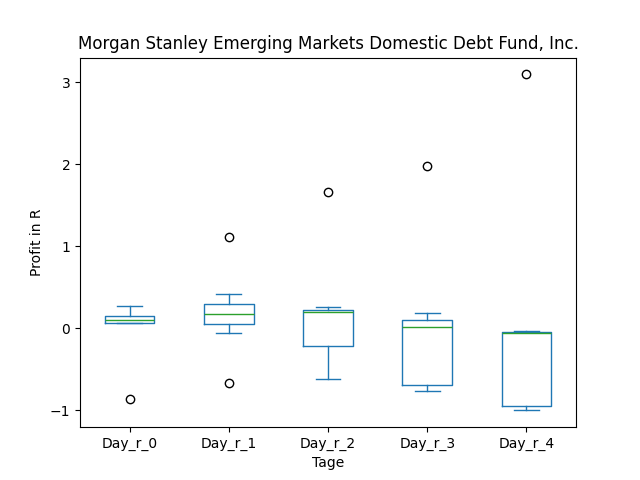 Morgan Stanley Emerging Markets Domestic Debt Fund, Inc.
Profit in R
3
2
1
0
−1
Day_r_0 Day_r_1 Day_r_2 Day_r_3 Day_r_4
Tage